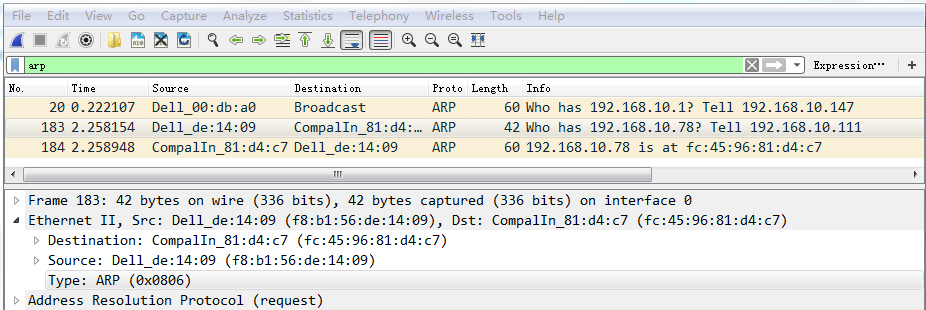 File Edit View Go Capture Analyze Statistics Telephony Wireless Tools Help
arp Expression… +
No. Time Source Destination Proto Length Info
20 0.222107 Dell_00:db:a0 Broadcast ARP 60 Who has 192.168.10.1? Tell 192.168.10.147
183 2.258154 Dell_de:14:09 CompalIn_81:d4:… ARP 42 Who has 192.168.10.78? Tell 192.168.10.111
184 2.258948 CompalIn_81:d4:c7 Dell_de:14:09 ARP 60 192.168.10.78 is at fc:45:96:81:d4:c7
Frame 183: 42 bytes on wire (336 bits), 42 bytes captured (336 bits) on interface 0
Ethernet II, Src: Dell_de:14:09 (f8:b1:56:de:14:09), Dst: CompalIn_81:d4:c7 (fc:45:96:81:d4:c7)
Destination: CompalIn_81:d4:c7 (fc:45:96:81:d4:c7)
Source: Dell_de:14:09 (f8:b1:56:de:14:09)
Type: ARP (0x0806)
Address Resolution Protocol (request)